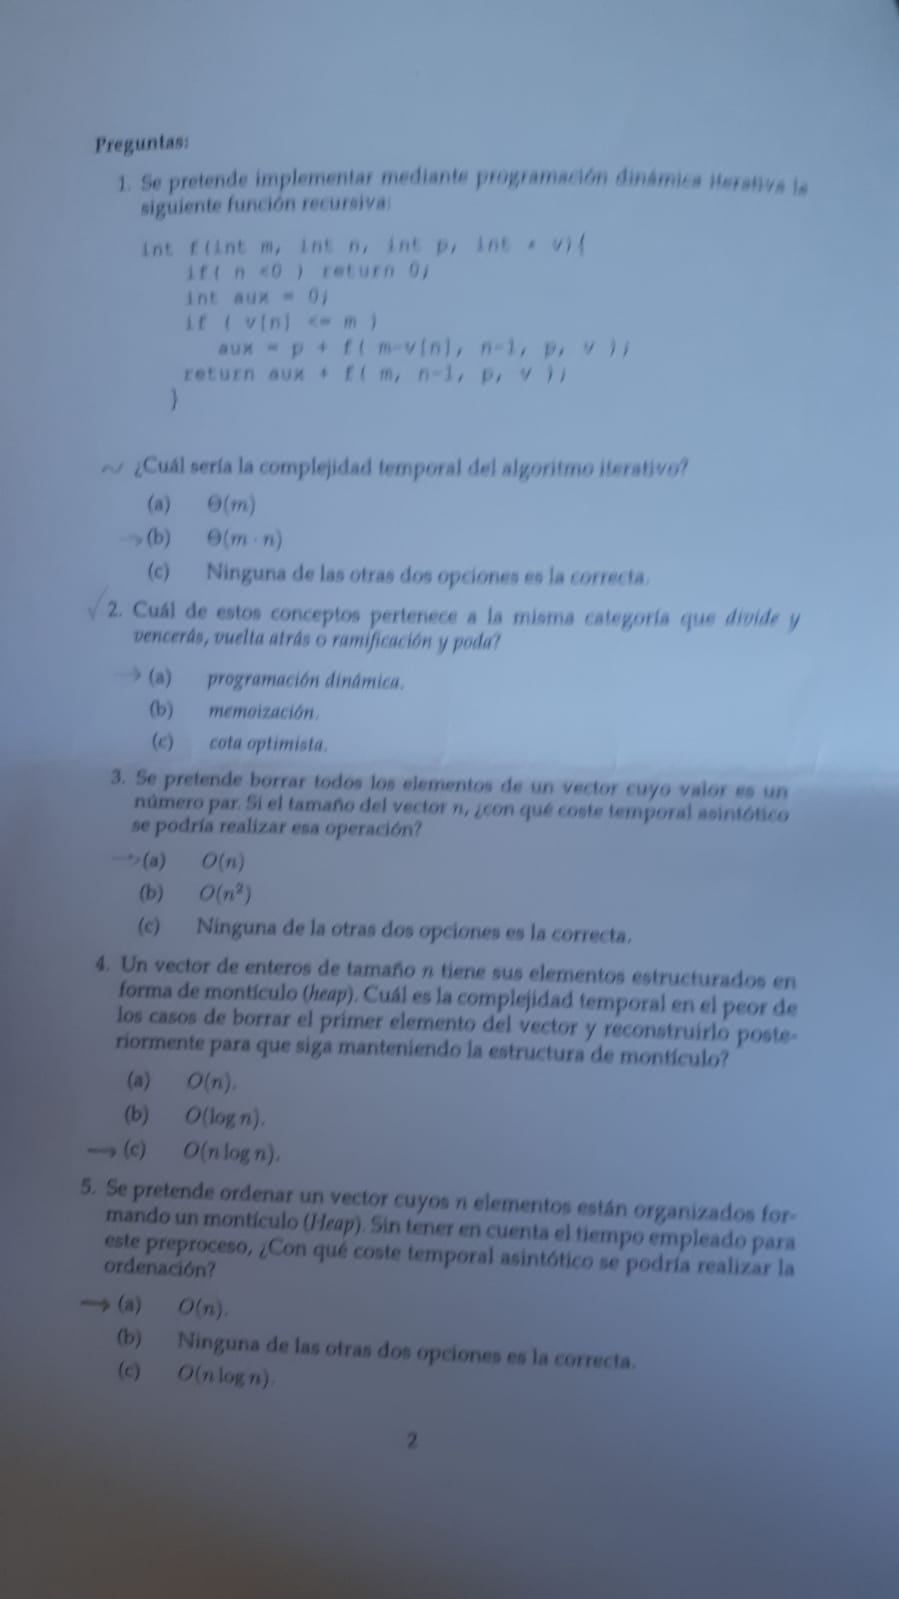 Preguntas:
1. Se pretende implementar mediante programación dinámica iterativa la
siguiente función recursiva:
int f(int m, int n, int p, int * v){
if( n <0 ) return 0;
int aux = 0;
if ( v[n] <= m )
aux = p + f( m-v[n], n-1, p, v );
return aux + f( m, n-1, p, v );
}
¿Cuál sería la complejidad temporal del algoritmo iterativo?
(a) Θ(m)
→ (b) Θ(m · n)
(c) Ninguna de las otras dos opciones es la correcta.
√ 2. Cuál de estos conceptos pertenece a la misma categoría que divide y
vencerás, vuelta atrás o ramificación y poda?
→ (a) programación dinámica.
(b) memoización.
(c) cota optimista.
3. Se pretende borrar todos los elementos de un vector cuyo valor es un
número par. Si el tamaño del vector n, ¿con qué coste temporal asintótico
se podría realizar esa operación?
→ (a) O(n)
(b) O(n²)
(c) Ninguna de la otras dos opciones es la correcta.
4. Un vector de enteros de tamaño n tiene sus elementos estructurados en
forma de montículo (heap). Cuál es la complejidad temporal en el peor de
los casos de borrar el primer elemento del vector y reconstruirlo poste-
riormente para que siga manteniendo la estructura de montículo?
(a) O(n).
(b) O(log n).
→ (c) O(n log n).
5. Se pretende ordenar un vector cuyos n elementos están organizados for-
mando un montículo (Heap). Sin tener en cuenta el tiempo empleado para
este preproceso, ¿Con qué coste temporal asintótico se podría realizar la
ordenación?
→ (a) O(n).
(b) Ninguna de las otras dos opciones es la correcta.
(c) O(n log n).
2